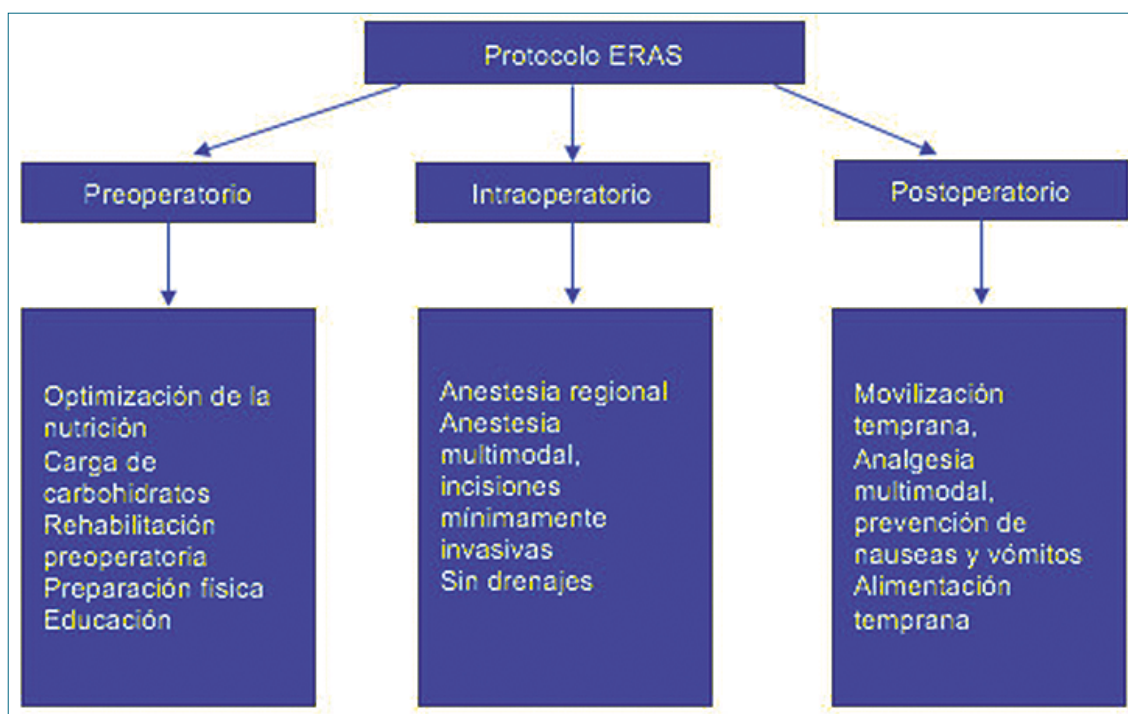 Protocolo ERAS
Preoperatorio
Intraoperatorio
Postoperatorio
Optimización de la
nutrición
Carga de
carbohidratos
Rehabilitación
preoperatoria
Preparación física
Educación
Anestesia regional
Anestesia
multimodal,
incisiones
mínimamente
invasivas
Sin drenajes
Movilización
temprana,
Analgesia
multimodal,
prevención de
nauseas y vómitos
Alimentación
temprana